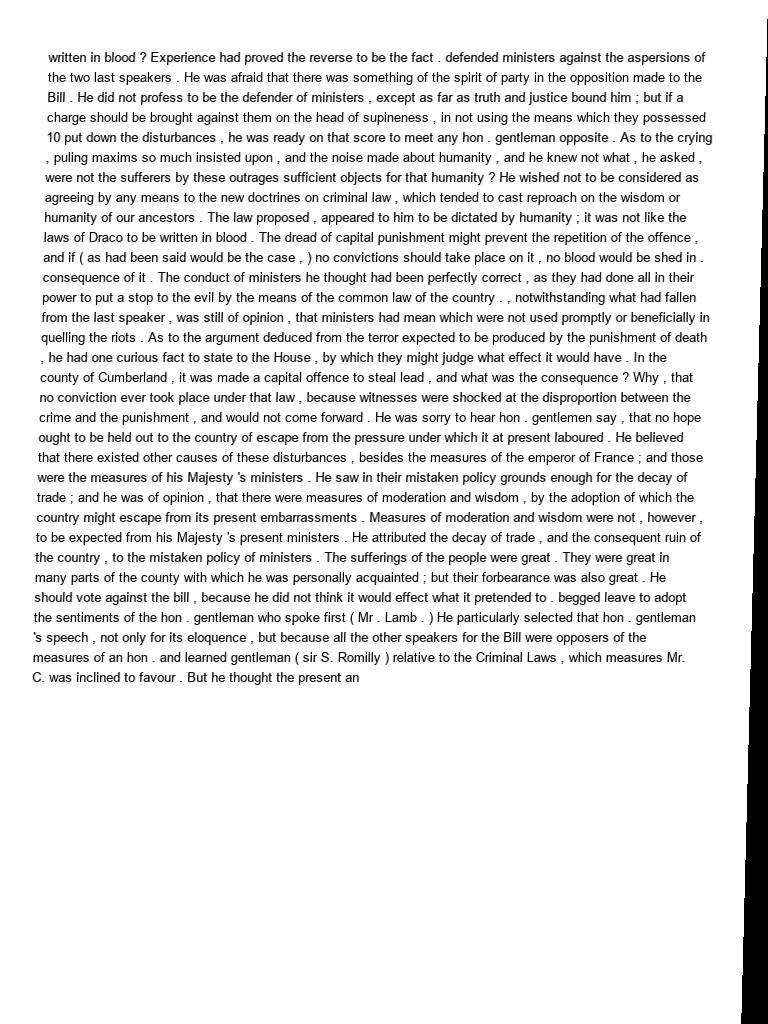 written in blood ? Experience had proved the reverse to be the fact . defended ministers against the aspersions of
the two last speakers . He was afraid that there was something of the spirit of party in the opposition made to the
Bill . He did not profess to be the defender of ministers , except as far as truth and justice bound him ; but if a
charge should be brought against them on the head of supineness , in not using the means which they possessed
10 put down the disturbances , he was ready on that score to meet any hon . gentleman opposite . As to the crying
, puling maxims so much insisted upon , and the noise made about humanity , and he knew not what , he asked ,
were not the sufferers by these outrages sufficient objects for that humanity ? He wished not to be considered as
agreeing by any means to the new doctrines on criminal law , which tended to cast reproach on the wisdom or
humanity of our ancestors . The law proposed , appeared to him to be dictated by humanity ; it was not like the
laws of Draco to be written in blood . The dread of capital punishment might prevent the repetition of the offence ,
and if ( as had been said would be the case , ) no convictions should take place on it , no blood would be shed in .
consequence of it . The conduct of ministers he thought had been perfectly correct , as they had done all in their
power to put a stop to the evil by the means of the common law of the country . , notwithstanding what had fallen
from the last speaker , was still of opinion , that ministers had mean which were not used promptly or beneficially in
quelling the riots . As to the argument deduced from the terror expected to be produced by the punishment of death
, he had one curious fact to state to the House , by which they might judge what effect it would have . In the
county of Cumberland , it was made a capital offence to steal lead , and what was the consequence ? Why , that
no conviction ever took place under that law , because witnesses were shocked at the disproportion between the
crime and the punishment , and would not come forward . He was sorry to hear hon . gentlemen say , that no hope
ought to be held out to the country of escape from the pressure under which it at present laboured . He believed
that there existed other causes of these disturbances , besides the measures of the emperor of France ; and those
were the measures of his Majesty 's ministers . He saw in their mistaken policy grounds enough for the decay of
trade ; and he was of opinion , that there were measures of moderation and wisdom , by the adoption of which the
country might escape from its present embarrassments . Measures of moderation and wisdom were not , however ,
to be expected from his Majesty 's present ministers . He attributed the decay of trade , and the consequent ruin of
the country , to the mistaken policy of ministers . The sufferings of the people were great . They were great in
many parts of the county with which he was personally acquainted ; but their forbearance was also great . He
should vote against the bill , because he did not think it would effect what it pretended to . begged leave to adopt
the sentiments of the hon . gentleman who spoke first ( Mr . Lamb . ) He particularly selected that hon . gentleman
's speech , not only for its eloquence , but because all the other speakers for the Bill were opposers of the
measures of an hon . and learned gentleman ( sir S. Romilly ) relative to the Criminal Laws , which measures Mr.
C. was inclined to favour . But he thought the present an